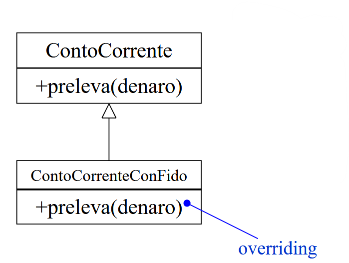 ContoCorrente
+preleva(denaro)
ContoCorrenteConFido
+preleva(denaro)
overriding